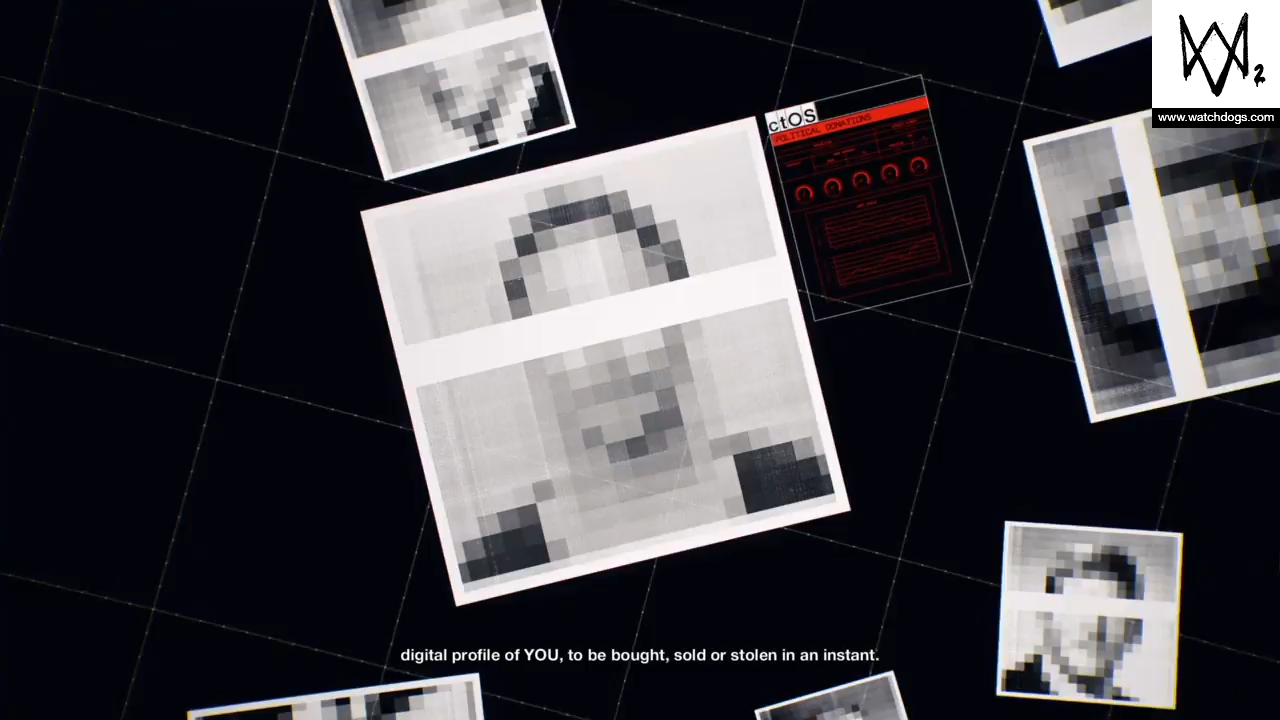 2
www.watchdogs.com
ctOS
POLITICAL DONATIONS
digital profile of YOU, to be bought, sold or stolen in an instant.